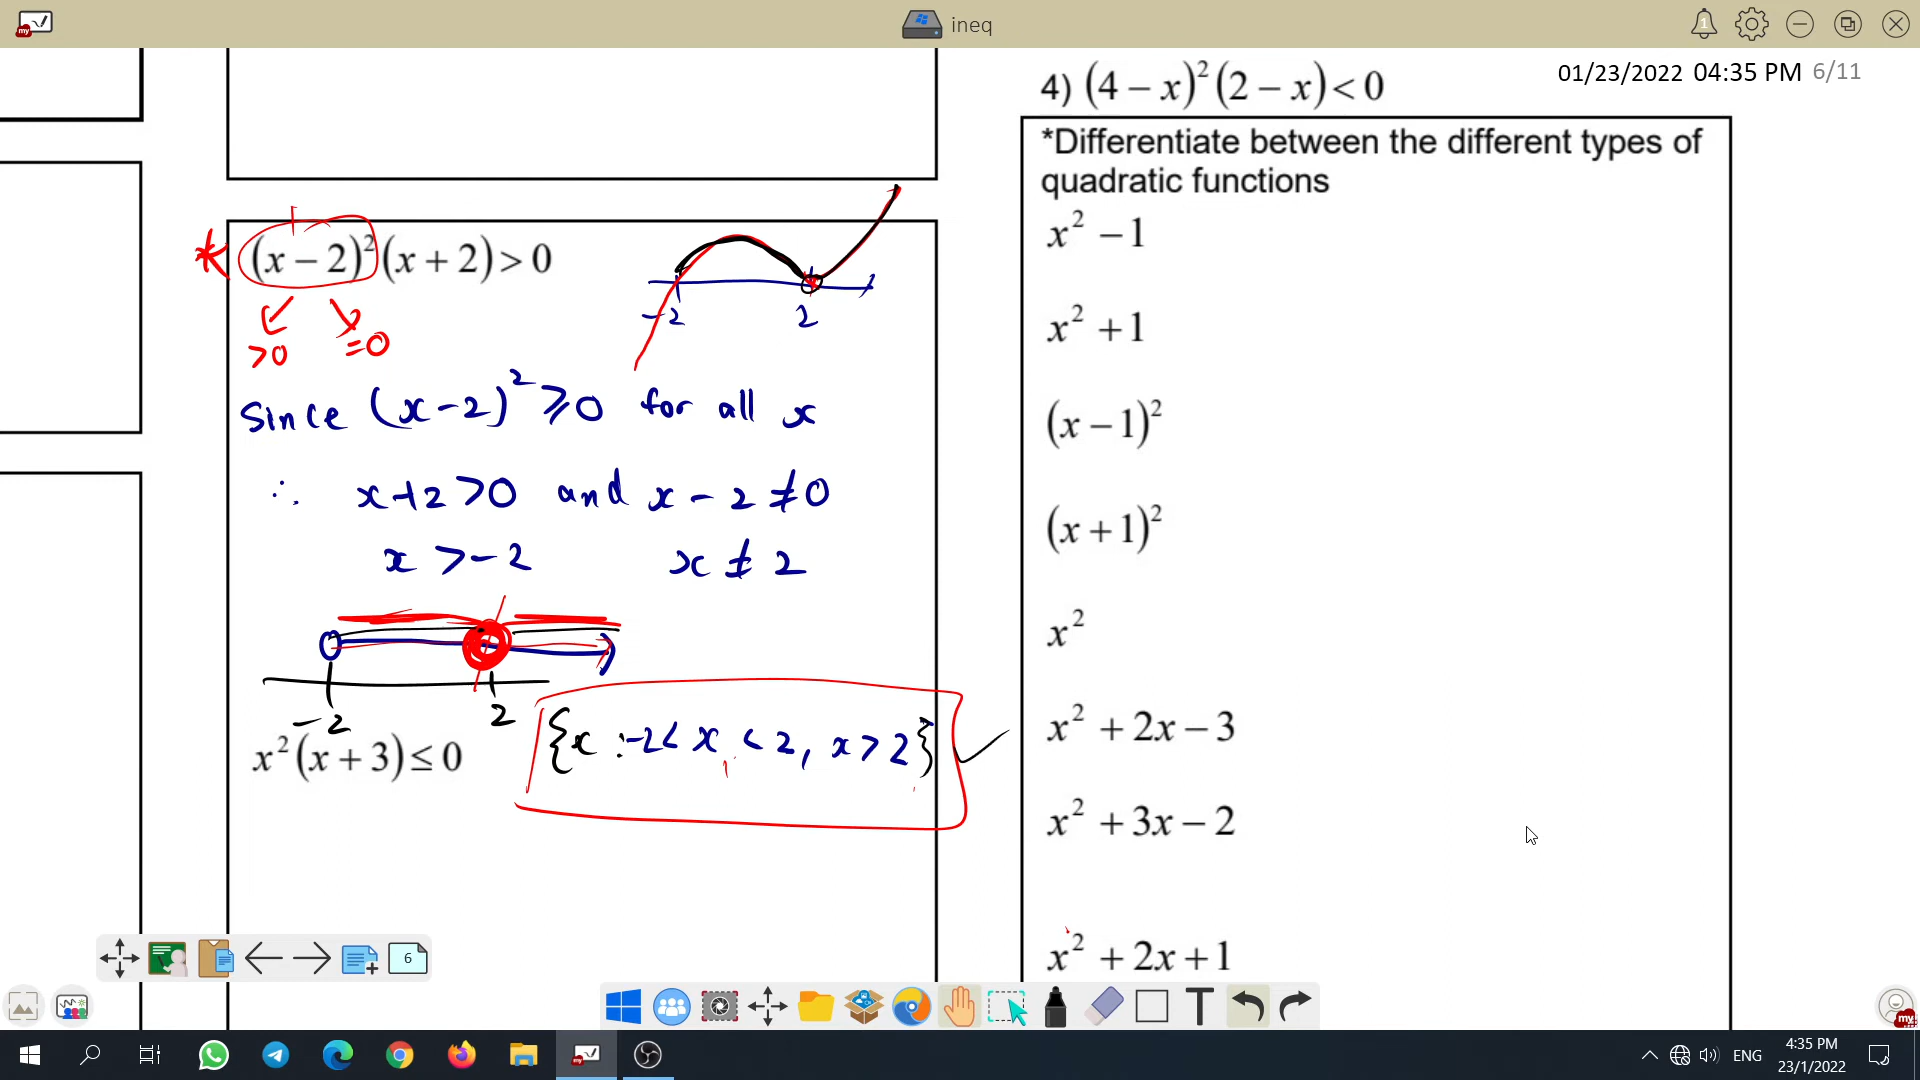 ineq
01/23/2022 04:35 PM 6/11
(x − 2)²(x + 2) > 0
>0 =0
-2 2
Since (x-2)² ≥ 0 for all x
∴ x+2 > 0 and x - 2 ≠ 0
x > -2 x ≠ 2
-2 2
x²(x + 3) ≤ 0
{x : -2 < x < 2, x > 2}
4) (4 − x)²(2 − x) < 0
*Differentiate between the different types of
quadratic functions
x² − 1
x² + 1
(x − 1)²
(x + 1)²
x²
x² + 2x − 3
x² + 3x − 2
x² + 2x + 1
6
T
my
ENG
4:35 PM
23/1/2022